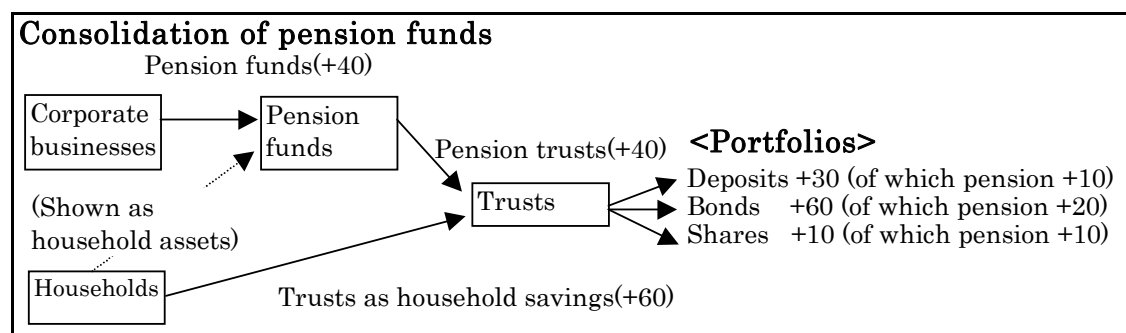 Consolidation of pension funds
Pension funds(+40)
Corporate
businesses
Pension
funds
Pension trusts(+40)
<Portfolios>
Trusts
Deposits +30 (of which pension +10)
Bonds +60 (of which pension +20)
Shares +10 (of which pension +10)
(Shown as
household assets)
Households
Trusts as household savings(+60)